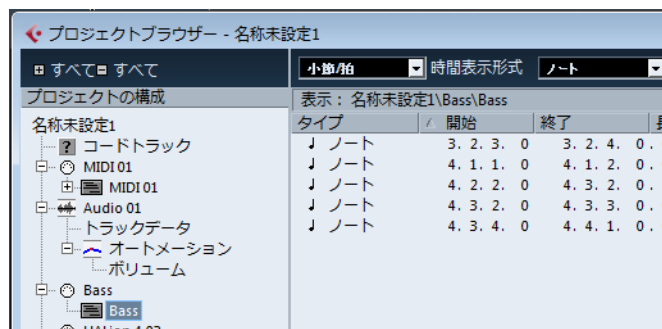 プロジェクトブラウザー - 名称未設定1
すべて すべて
小節/拍 時間表示形式 ノート
プロジェクトの構成
表示： 名称未設定1\Bass\Bass
タイプ 開始 終了
名称未設定1
コードトラック
MIDI 01
MIDI 01
Audio 01
トラックデータ
オートメーション
ボリューム
Bass
Bass
ノート 3. 2. 3. 0 3. 2. 4. 0.
ノート 4. 1. 1. 0 4. 1. 2. 0.
ノート 4. 2. 2. 0 4. 3. 2. 0.
ノート 4. 3. 2. 0 4. 3. 3. 0.
ノート 4. 3. 4. 0 4. 4. 1. 0.